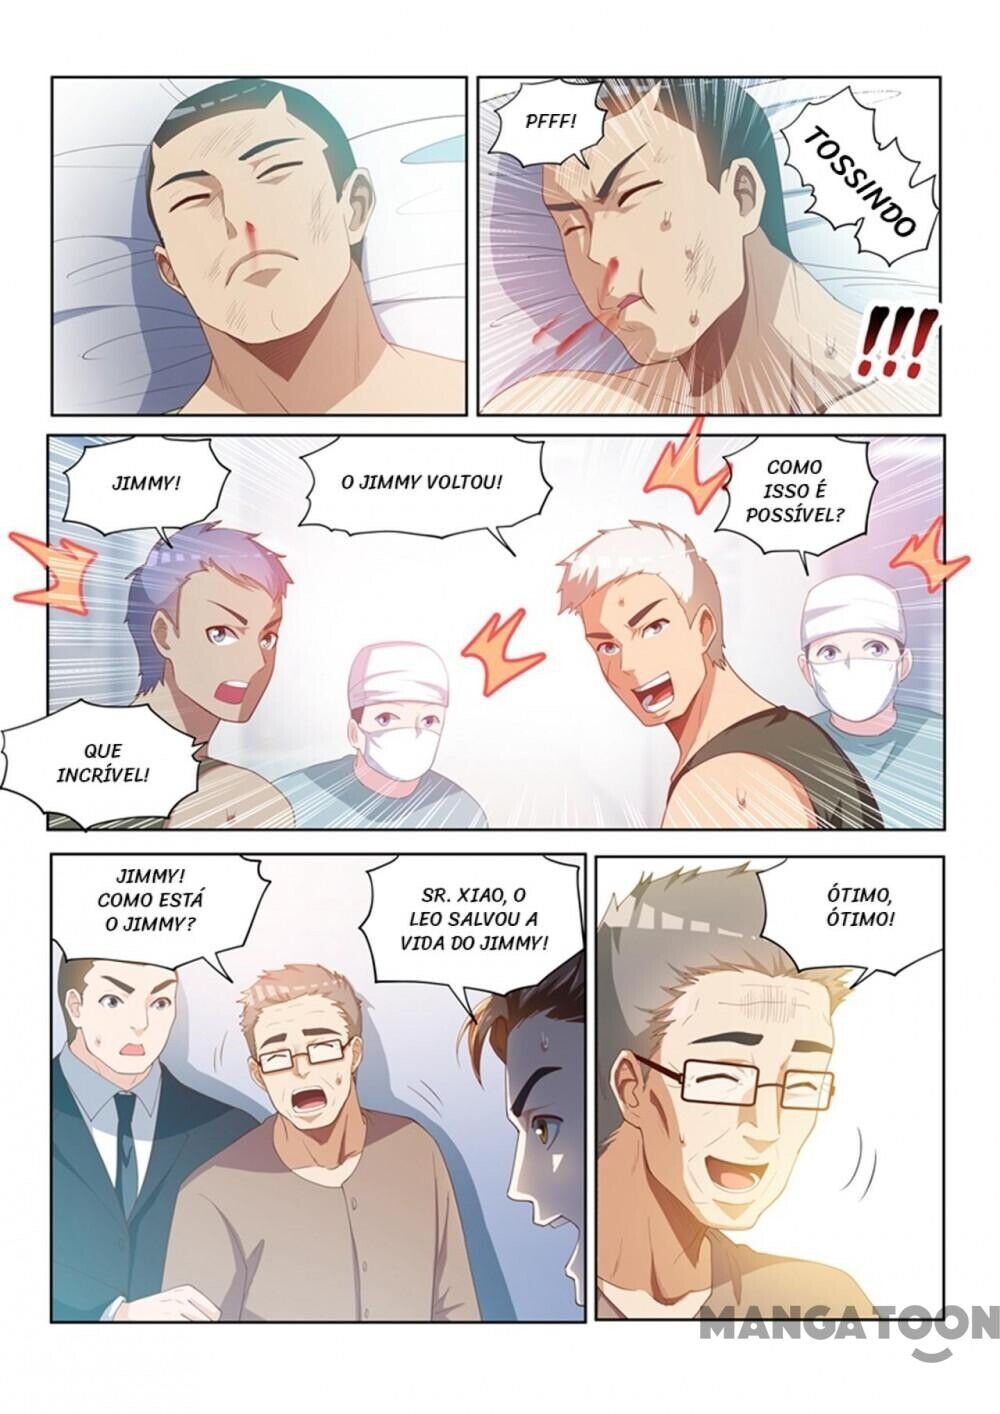 PFFF!
TOSSINDO
!!!
JIMMY!
O JIMMY VOLTOU!
COMO
ISSO É
POSSÍVEL?
QUE
INCRÍVEL!
JIMMY!
COMO ESTÁ
O JIMMY?
SR. XIAO, O
LEO SALVOU A
VIDA DO JIMMY!
ÓTIMO,
ÓTIMO!
MANGATOON